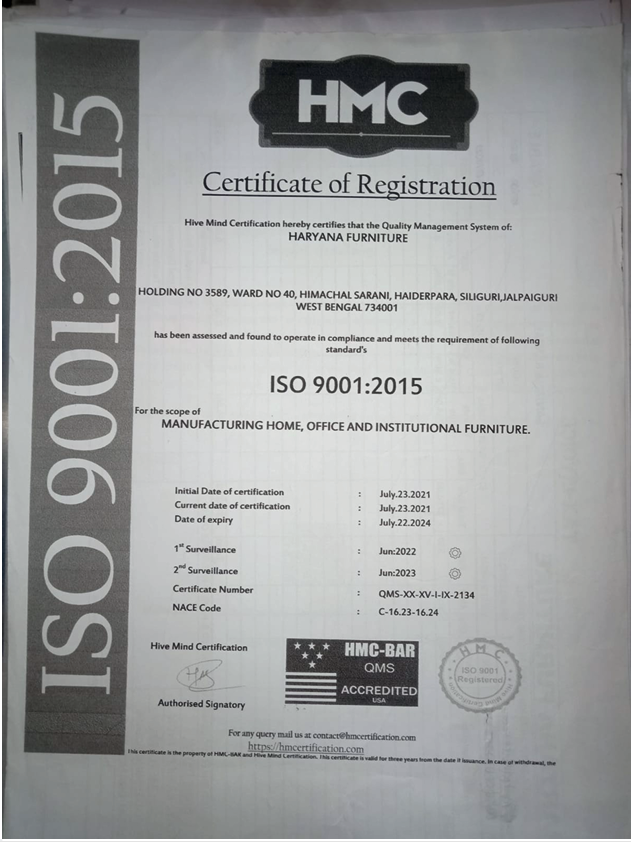 ISO 9001:2015
HMC
Certificate of Registration
Hive Mind Certification hereby certifies that the Quality Management System of:
HARYANA FURNITURE
HOLDING NO 3589, WARD NO 40, HIMACHAL SARANI, HAIDERPARA, SILIGURI,JALPAIGURI
WEST BENGAL 734001
has been assessed and found to operate in compliance and meets the requirement of following
standard's
ISO 9001:2015
For the scope of
MANUFACTURING HOME, OFFICE AND INSTITUTIONAL FURNITURE.
Initial Date of certification : July.23.2021
Current date of certification : July.23.2021
Date of expiry : July.22.2024
1st Surveillance : Jun:2022
2nd Surveillance : Jun:2023
Certificate Number : QMS-XX-XV-I-IX-2134
NACE Code : C-16.23-16.24
Hive Mind Certification
Authorised Signatory
HMC-BAR
QMS
ACCREDITED
USA
HMC
ISO 9001
Registered
For any query mail us at contact@hmcertification.com
https://hmcertification.com
This certificate is the property of HMC-BAR and Hive Mind Certification. This certificate is valid for three years from the date if issuance. In case of withdrawal, the